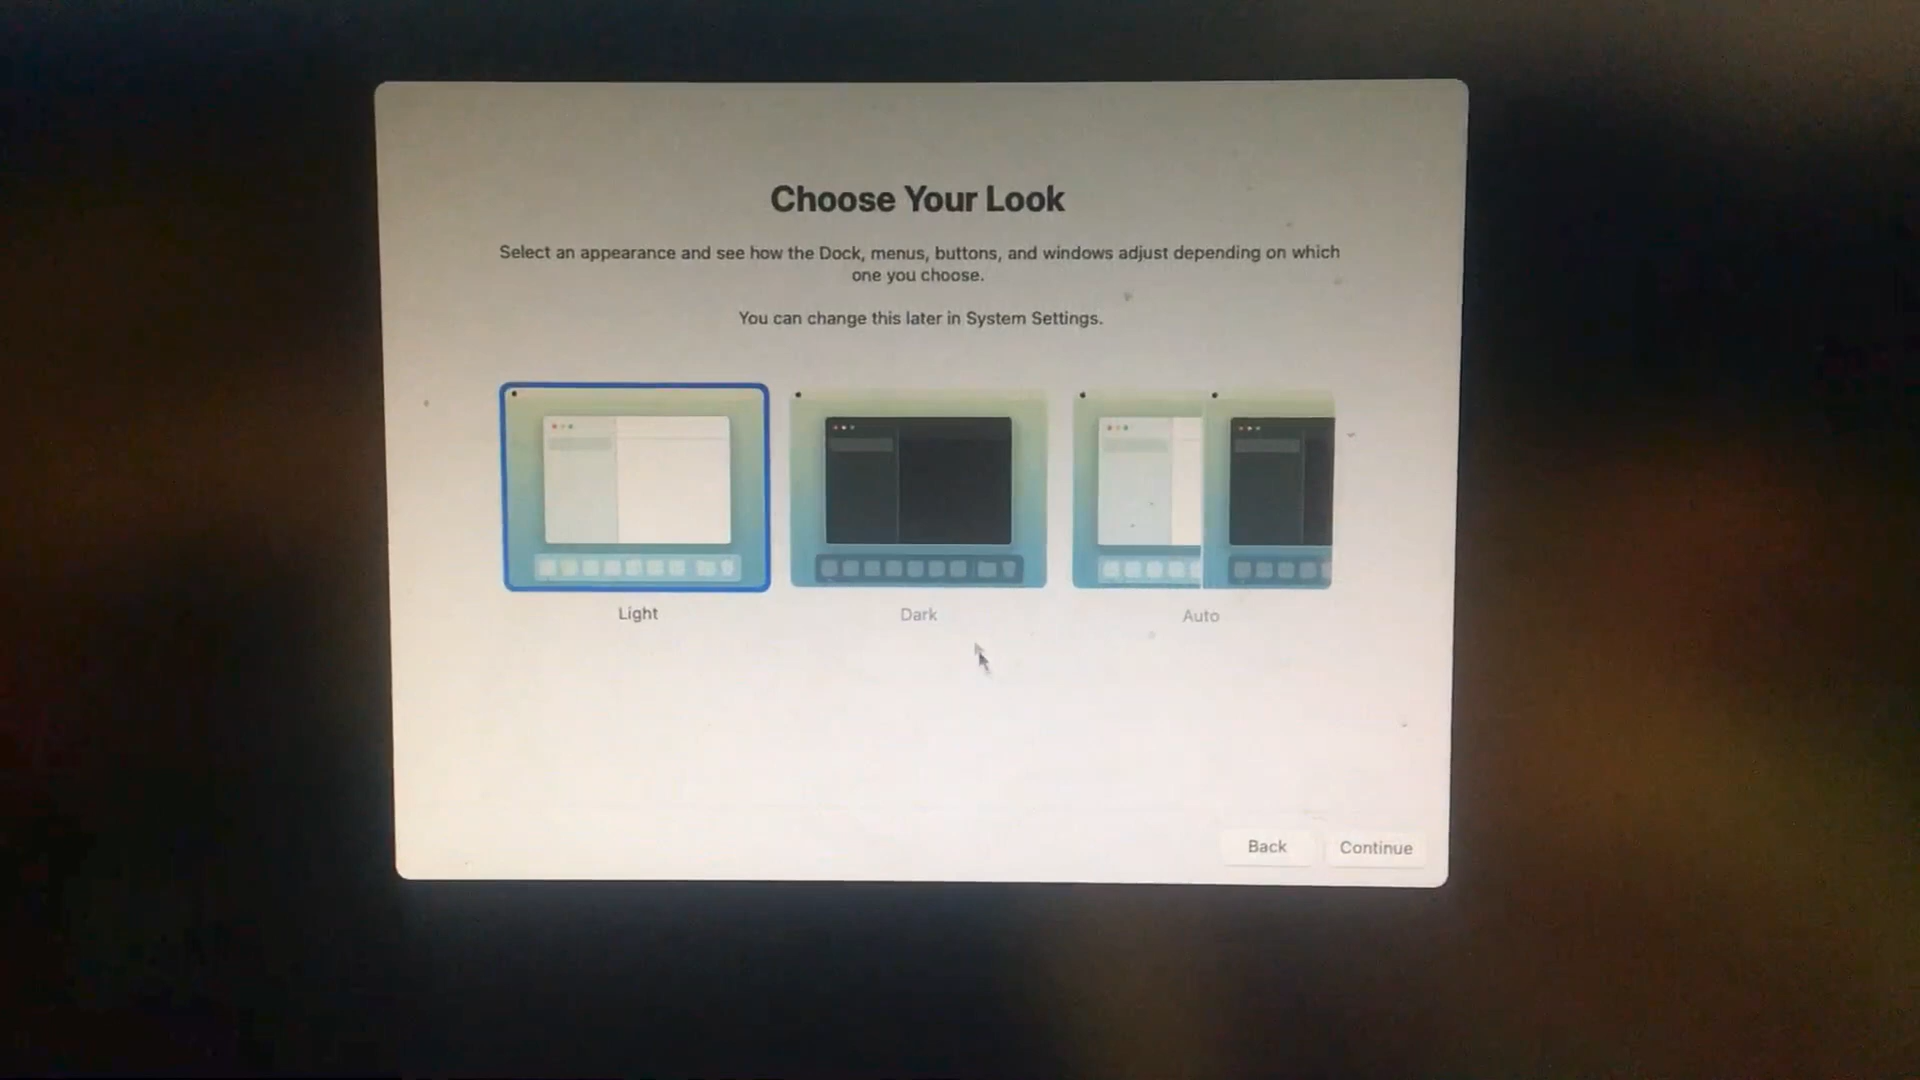 Choose Your Look
Select an appearance and see how the Dock, menus, buttons, and windows adjust depending on which
one you choose.
You can change this later in System Settings.
Light
Dark
Auto
Back
Continue